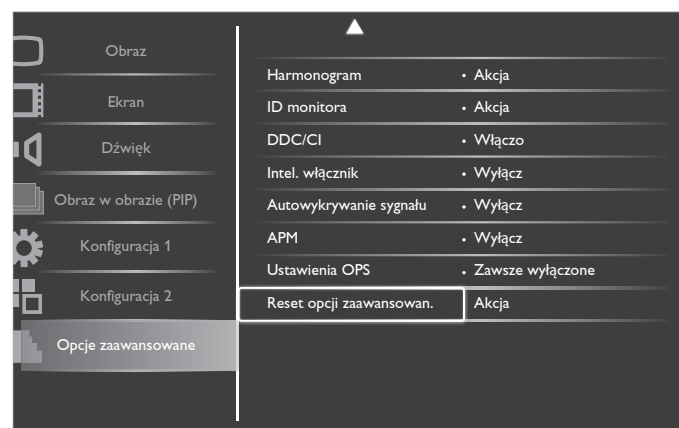 Obraz
Ekran
Dźwięk
Obraz w obrazie (PIP)
Konfiguracja 1
Konfiguracja 2
Opcje zaawansowane
Harmonogram • Akcja
ID monitora • Akcja
DDC/CI • Włączo
Intel. włącznik • Wyłącz
Autowykrywanie sygnału • Wyłącz
APM • Wyłącz
Ustawienia OPS • Zawsze wyłączone
Reset opcji zaawansowan. Akcja